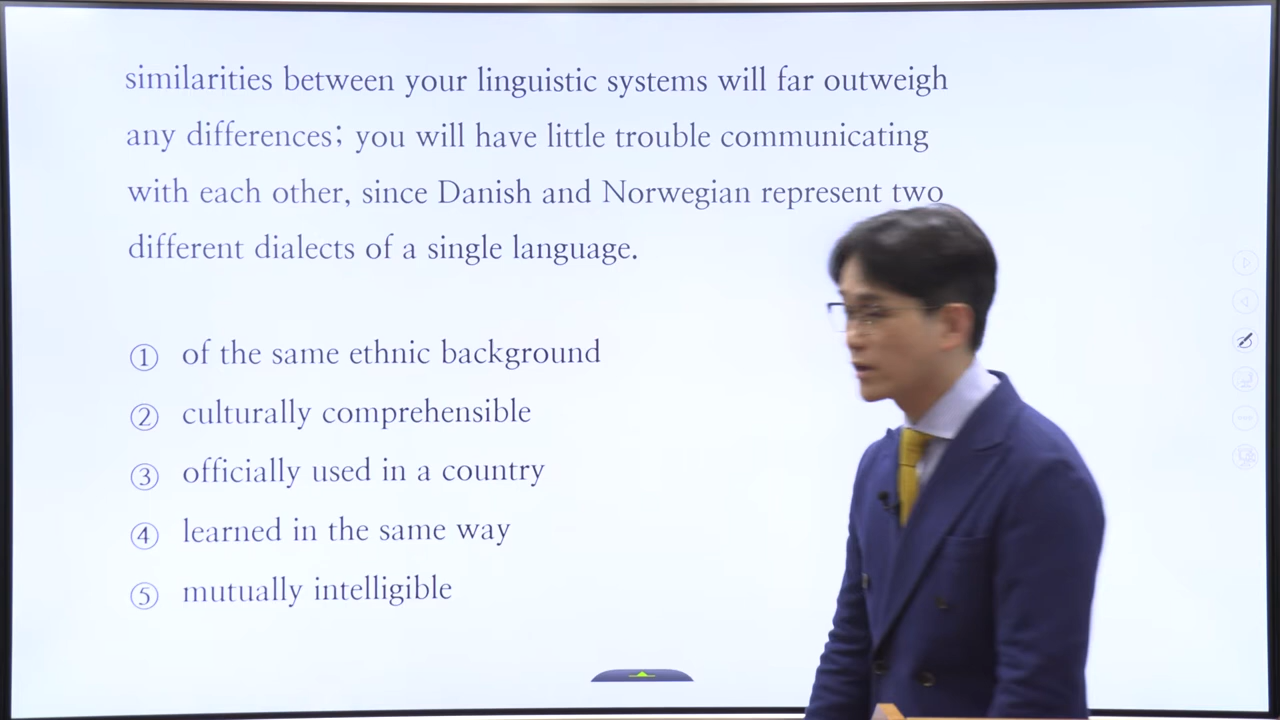 similarities between your linguistic systems will far outweigh
any differences; you will have little trouble communicating
with each other, since Danish and Norwegian represent two
different dialects of a single language.
① of the same ethnic background
② culturally comprehensible
③ officially used in a country
④ learned in the same way
⑤ mutually intelligible